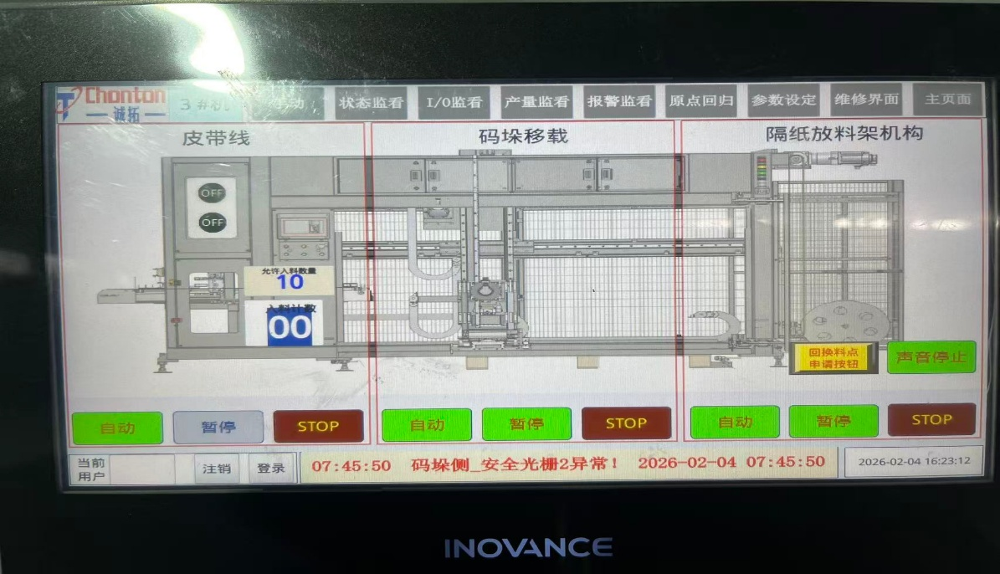 Chonton
诚拓
3#机
手动
状态监看
I/O监看
产量监看
报警监看
原点回归
参数设定
维修界面
主页面
皮带线
码垛移载
隔纸放料架机构
OFF
OFF
允许入料数量
10
入料计数
00
回换料点
申请按钮
声音停止
自动
暂停
STOP
自动
暂停
STOP
自动
暂停
STOP
当前
用户
注销
登录
07:45:50 码垛侧_安全光栅2异常! 2026-02-04 07:45:50
2026-02-04 16:23:12
INOVANCE